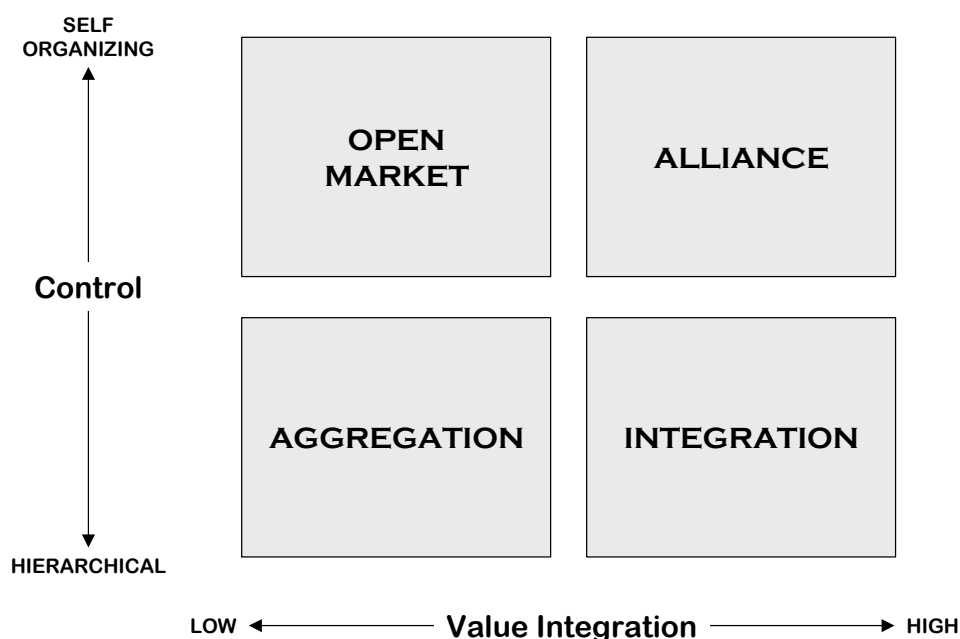 SELF
ORGANIZING
OPEN
MARKET
ALLIANCE
Control
AGGREGATION
INTEGRATION
HIERARCHICAL
LOW
Value Integration
HIGH